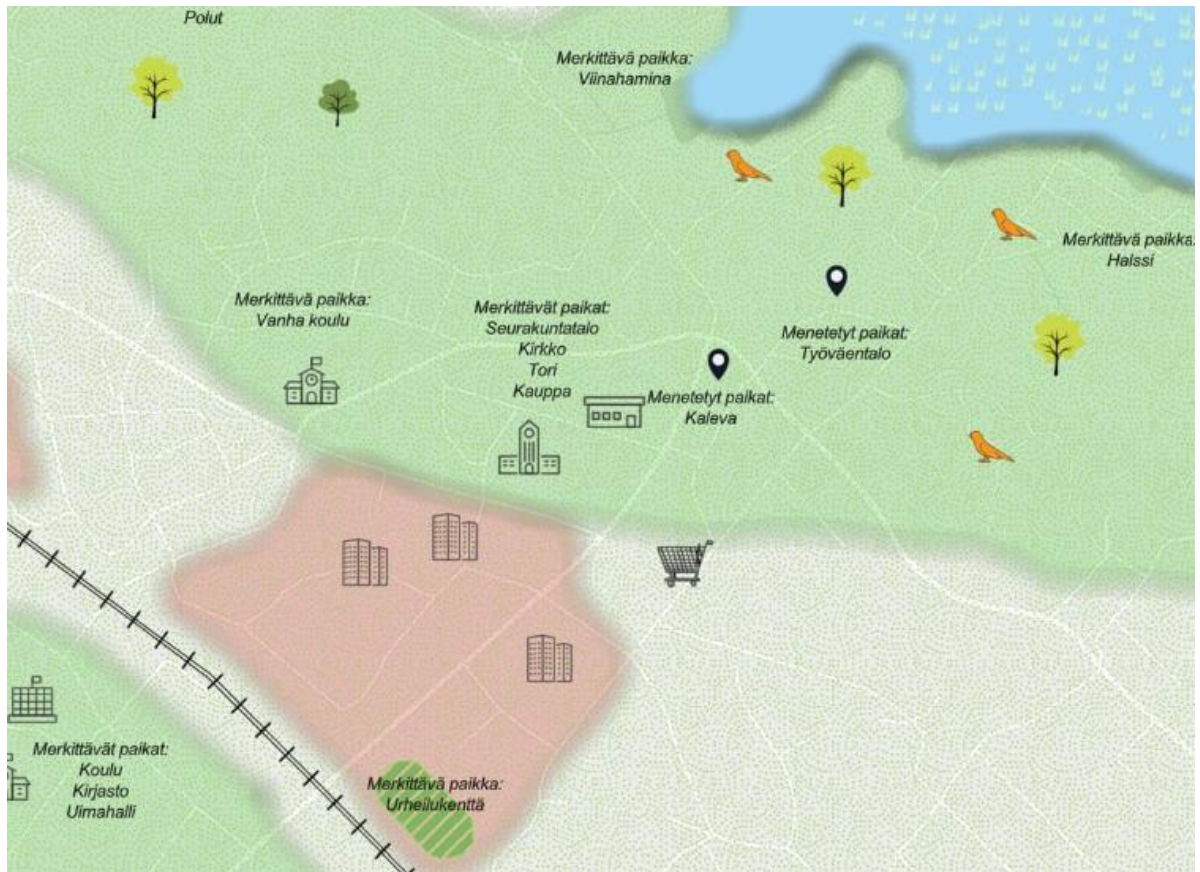 Polut
Merkittävä paikka:
Viinahamina
Merkittävä paikka:
Halssi
Merkittävä paikka:
Vanha koulu
Merkittävät paikat:
Seurakuntatalo
Kirkko
Tori
Kauppa
Menetetyt paikat:
Työväentalo
Menetetyt paikat:
Kaleva
Merkittävät paikat:
Koulu
Kirjasto
Uimahalli
Merkittävä paikka:
Urheilukenttä